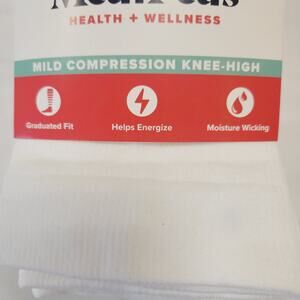 HEALTH + WELLNESS
MILD COMPRESSION KNEE-HIGH
Graduated Fit
Helps Energize
Moisture Wicking